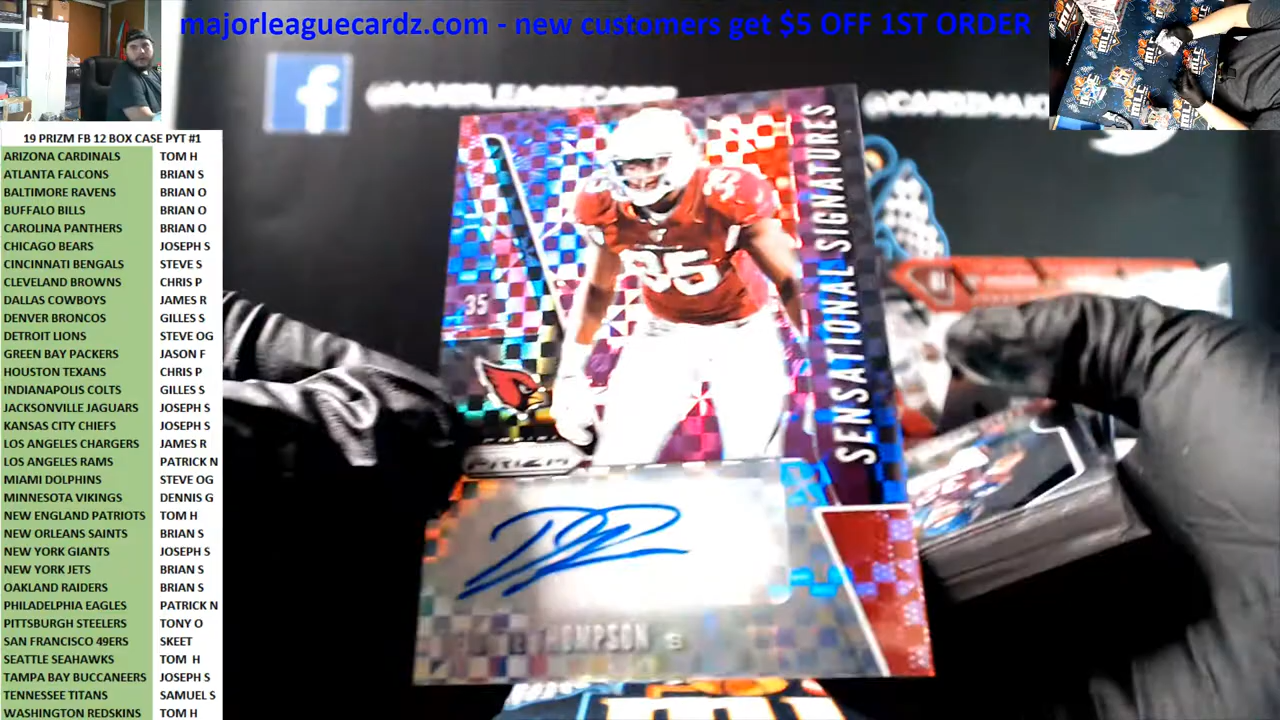 majorleaguecardz.com - new customers get $5 OFF 1ST ORDER
@MAJORLEAGUECARDZ
19 PRIZM FB 12 BOX CASE PYT #1
ARIZONA CARDINALS TOM H
ATLANTA FALCONS BRIAN S
BALTIMORE RAVENS BRIAN O
BUFFALO BILLS BRIAN O
CAROLINA PANTHERS BRIAN O
CHICAGO BEARS JOSEPH S
CINCINNATI BENGALS STEVE S
CLEVELAND BROWNS CHRIS P
DALLAS COWBOYS JAMES R
DENVER BRONCOS GILLES S
DETROIT LIONS STEVE OG
GREEN BAY PACKERS JASON F
HOUSTON TEXANS CHRIS P
INDIANAPOLIS COLTS GILLES S
JACKSONVILLE JAGUARS JOSEPH S
KANSAS CITY CHIEFS JOSEPH S
LOS ANGELES CHARGERS JAMES R
LOS ANGELES RAMS PATRICK N
MIAMI DOLPHINS STEVE OG
MINNESOTA VIKINGS DENNIS G
NEW ENGLAND PATRIOTS TOM H
NEW ORLEANS SAINTS BRIAN S
NEW YORK GIANTS JOSEPH S
NEW YORK JETS BRIAN S
OAKLAND RAIDERS BRIAN S
PHILADELPHIA EAGLES PATRICK N
PITTSBURGH STEELERS TONY O
SAN FRANCISCO 49ERS SKEET
SEATTLE SEAHAWKS TOM H
TAMPA BAY BUCCANEERS JOSEPH S
TENNESSEE TITANS SAMUEL S
WASHINGTON REDSKINS TOM H
SENSATIONAL SIGNATURES
35
35
PRIZM
THOMPSON S